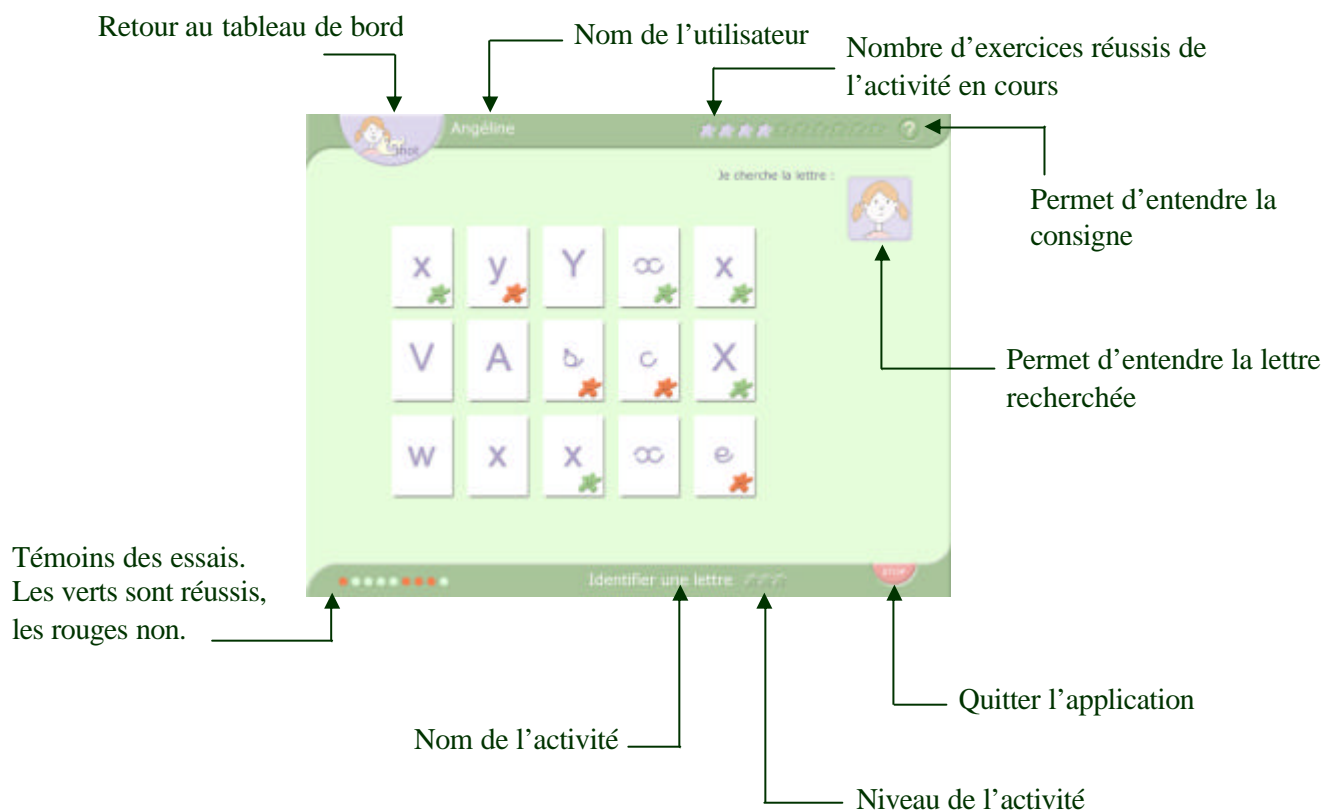 Retour au tableau de bord
Nom de l’utilisateur
Nombre d’exercices réussis de
l’activité en cours
Angéline
?
Je cherche la lettre :
Permet d’entendre la
consigne
x y Y x x
V A s c X
w x x x e
Permet d’entendre la lettre
recherchée
Témoins des essais.
Les verts sont réussis,
les rouges non.
Identifier une lettre
STOP
Quitter l’application
Nom de l’activité
Niveau de l’activité